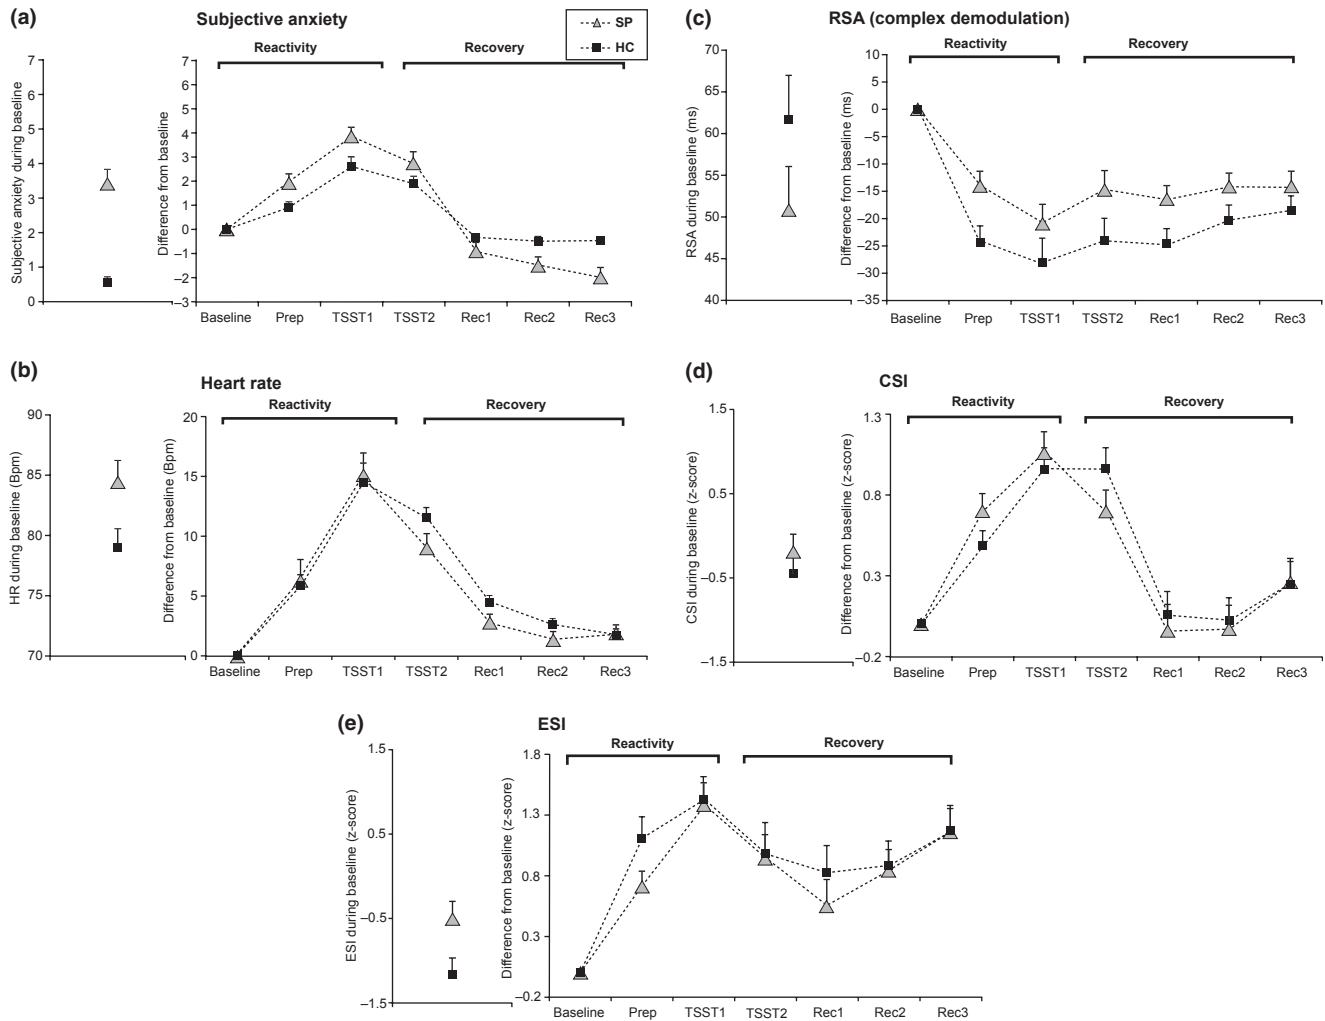 (a)
Subjective anxiety
SP
HC
Reactivity
Recovery
Subjective anxiety during baseline
7
6
5
4
3
2
1
0
Difference from baseline
7
6
5
4
3
2
1
0
–1
–2
–3
Baseline Prep TSST1 TSST2 Rec1 Rec2 Rec3
(c)
RSA (complex demodulation)
Reactivity
Recovery
RSA during baseline (ms)
70
65
60
55
50
45
40
Difference from baseline (ms)
10
5
0
–5
–10
–15
–20
–25
–30
–35
Baseline Prep TSST1 TSST2 Rec1 Rec2 Rec3
(b)
Heart rate
Reactivity
Recovery
HR during baseline (Bpm)
90
85
80
75
70
Difference from baseline (Bpm)
20
15
10
5
0
Baseline Prep TSST1 TSST2 Rec1 Rec2 Rec3
(d)
CSI
Reactivity
Recovery
CSI during baseline (z-score)
1.5
0.5
–0.5
–1.5
Difference from baseline (z-score)
1.3
0.8
0.3
–0.2
Baseline Prep TSST1 TSST2 Rec1 Rec2 Rec3
(e)
ESI
Reactivity
Recovery
ESI during baseline (z-score)
1.5
0.5
–0.5
–1.5
Difference from baseline (z-score)
1.8
1.3
0.8
0.3
–0.2
Baseline Prep TSST1 TSST2 Rec1 Rec2 Rec3